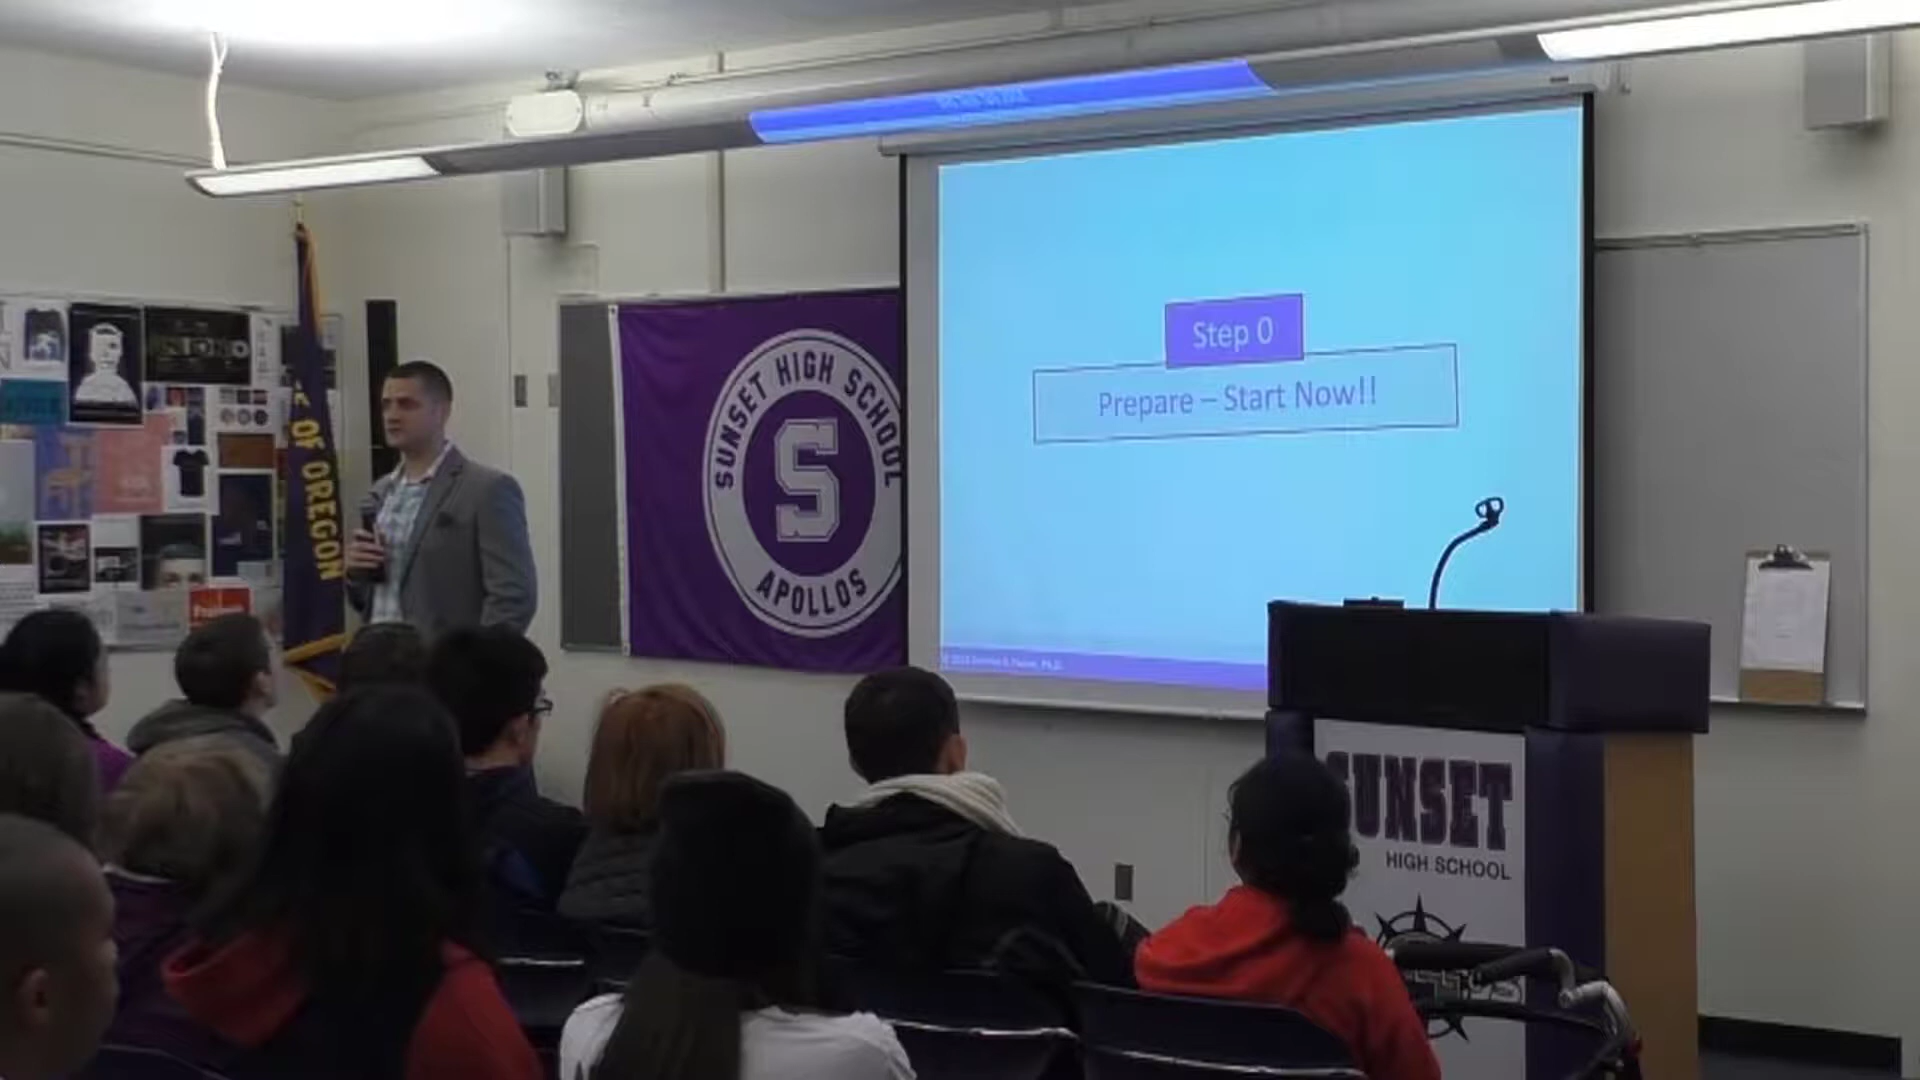 Step 0
Prepare – Start Now!!
SUNSET HIGH SCHOOL
S
APOLLOS
OF OREGON
SUNSET
HIGH SCHOOL